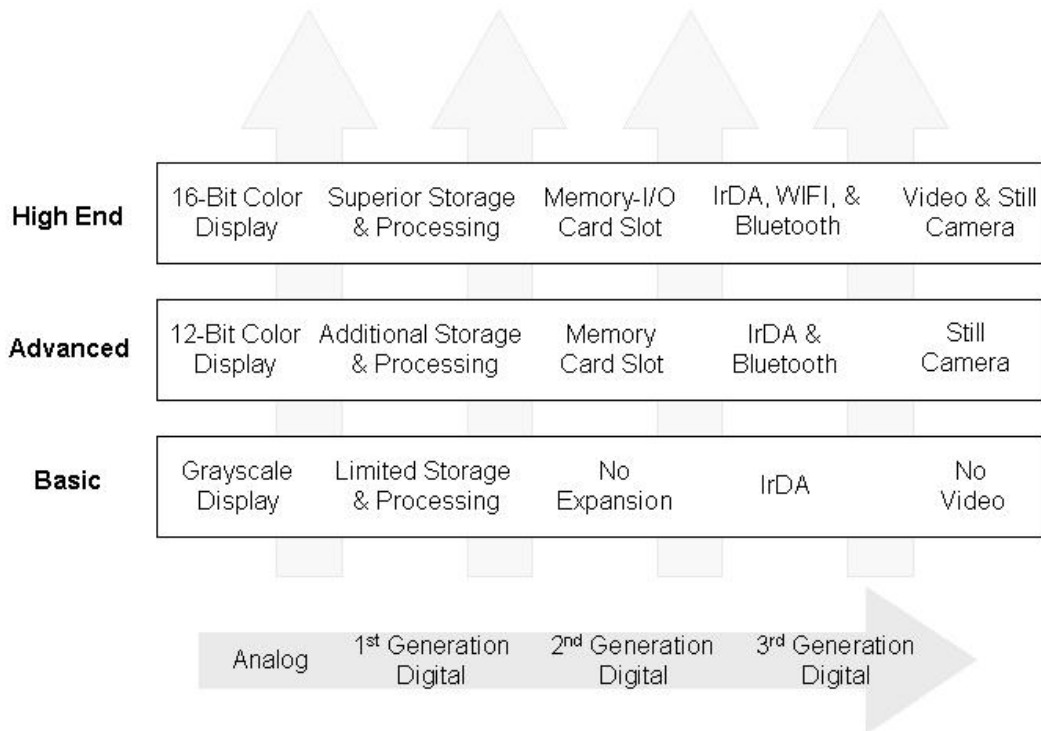 High End
16-Bit Color
Display
Superior Storage
& Processing
Memory-I/O
Card Slot
IrDA, WIFI, &
Bluetooth
Video & Still
Camera
Advanced
12-Bit Color
Display
Additional Storage
& Processing
Memory
Card Slot
IrDA &
Bluetooth
Still
Camera
Basic
Grayscale
Display
Limited Storage
& Processing
No
Expansion
IrDA
No
Video
Analog
1st Generation
Digital
2nd Generation
Digital
3rd Generation
Digital